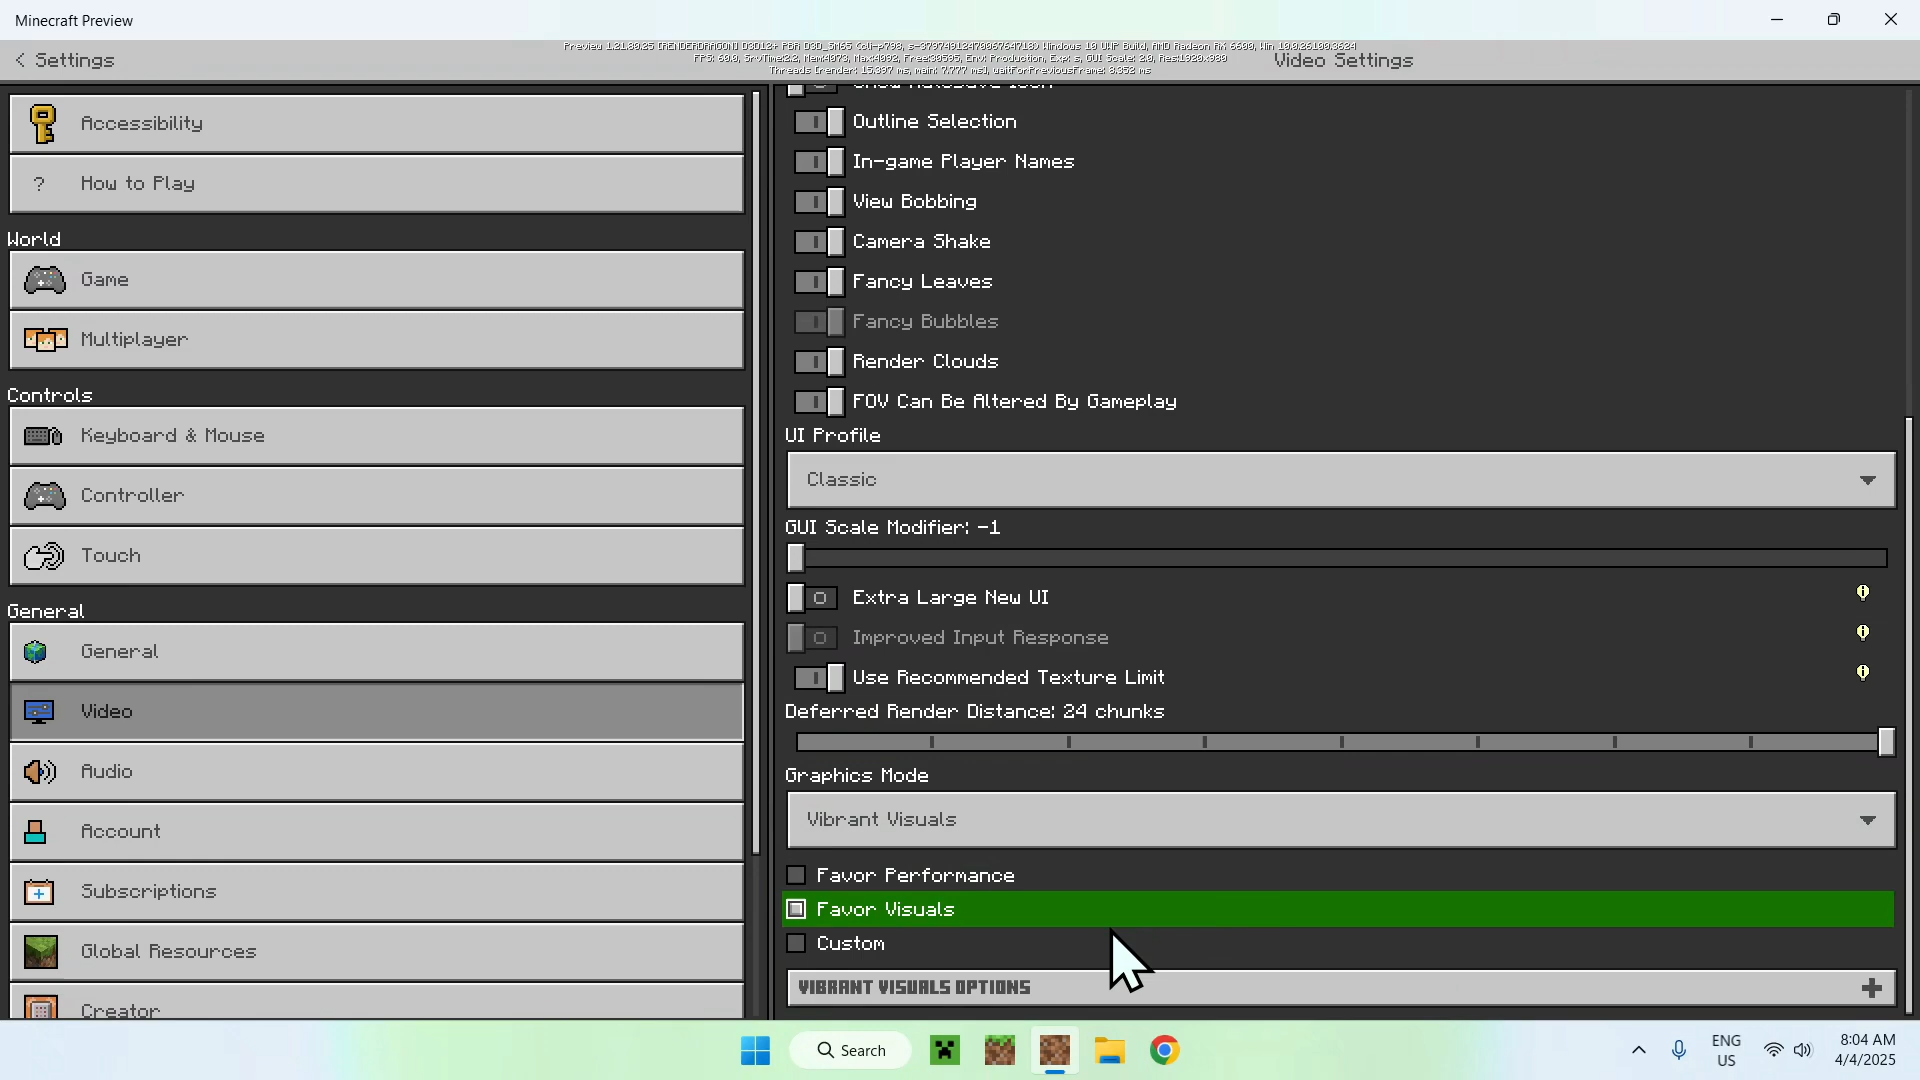 Minecraft Preview
Settings
Video Settings
Accessibility
? How to Play
World
Game
Multiplayer
Controls
Keyboard & Mouse
Controller
Touch
General
General
Video
Audio
Account
Subscriptions
Global Resources
Creator
Show Autosave Icon
Outline Selection
In-game Player Names
View Bobbing
Camera Shake
Fancy Leaves
Fancy Bubbles
Render Clouds
FOV Can Be Altered By Gameplay
UI Profile
Classic
GUI Scale Modifier: -1
Extra Large New UI
Improved Input Response
Use Recommended Texture Limit
Deferred Render Distance: 24 chunks
Graphics Mode
Vibrant Visuals
Favor Performance
Favor Visuals
Custom
VIBRANT VISUALS OPTIONS
Search
ENG
US
8:04 AM
4/4/2025